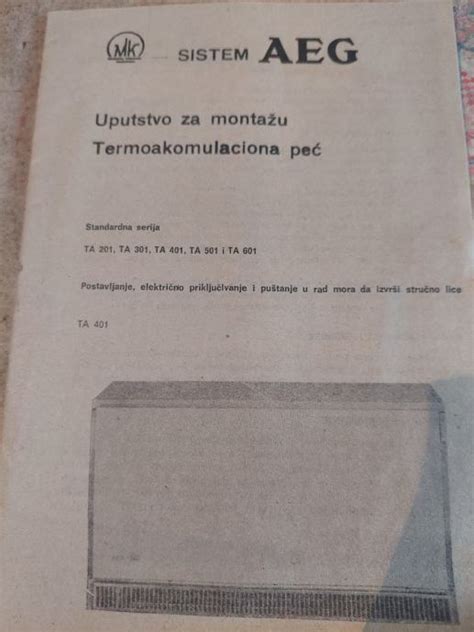 MK SISTEM AEG
Uputstvo za montažu
Termoakomulaciona peć
Standardna serija
TA 201, TA 301, TA 401, TA 501 i TA 601
Postavljanje, električno priključivanje i puštanje u rad mora da izvrši stručno lice
TA 401